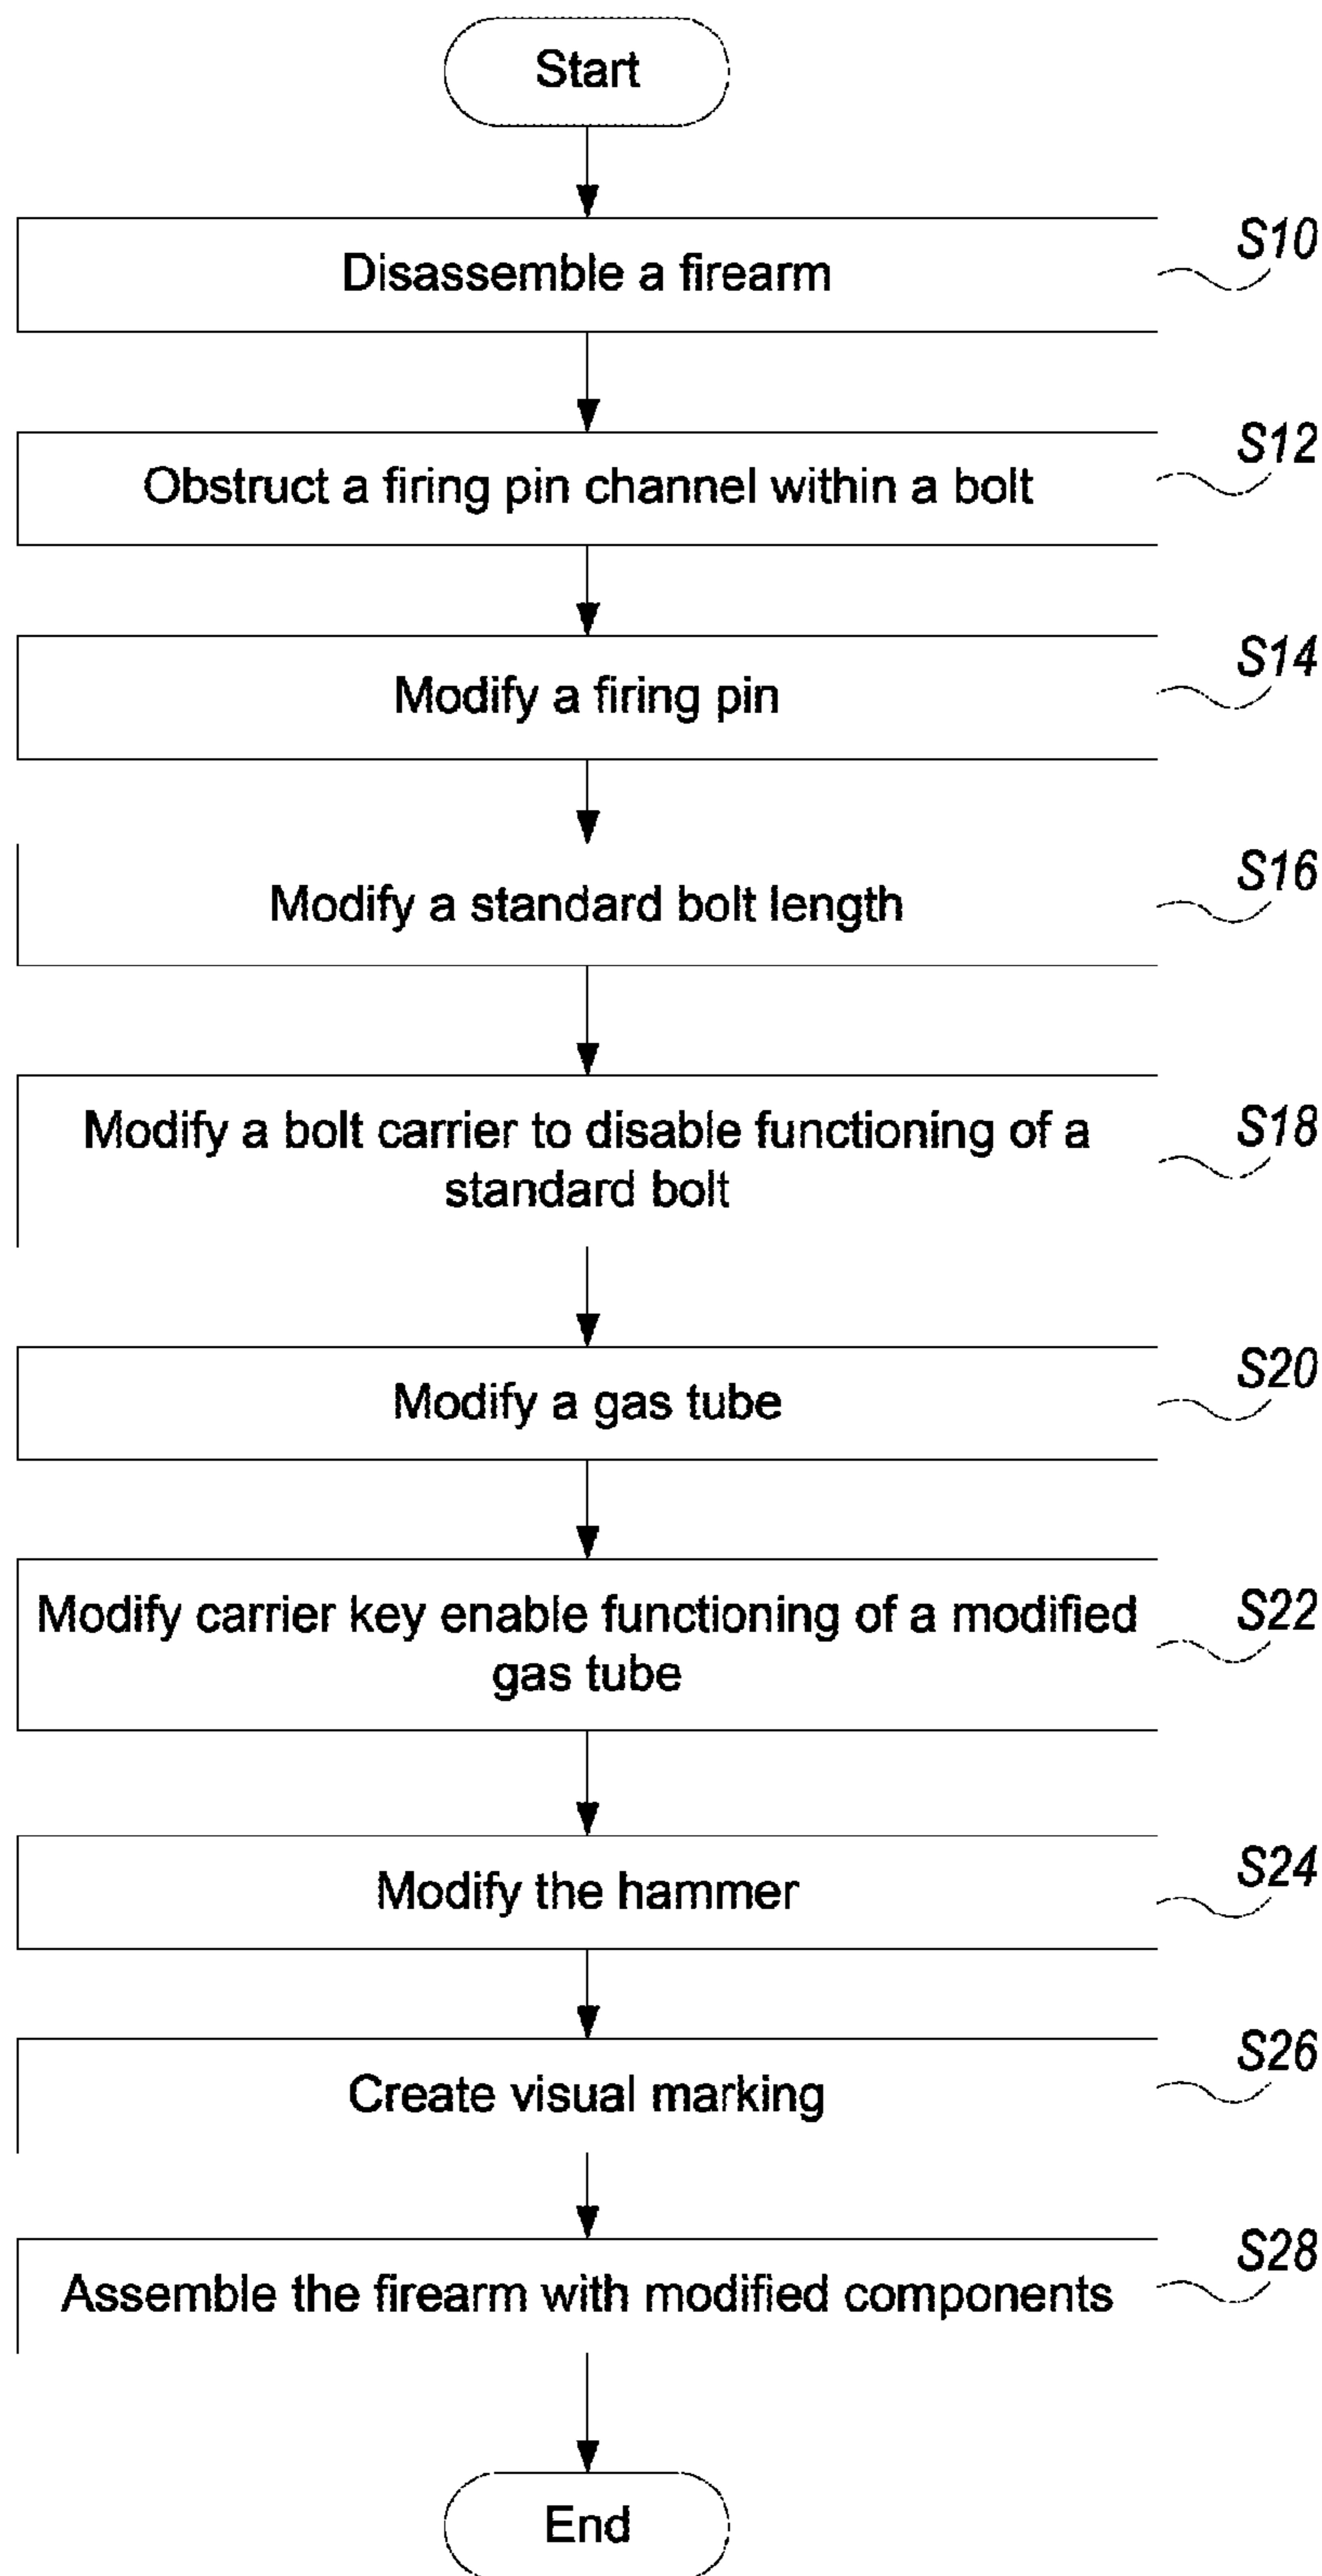 Start
S10
Disassemble a firearm
S12
Obstruct a firing pin channel within a bolt
S14
Modify a firing pin
S16
Modify a standard bolt length
S18
Modify a bolt carrier to disable functioning of a
standard bolt
S20
Modify a gas tube
S22
Modify carrier key enable functioning of a modified
gas tube
S24
Modify the hammer
S26
Create visual marking
S28
Assemble the firearm with modified components
End